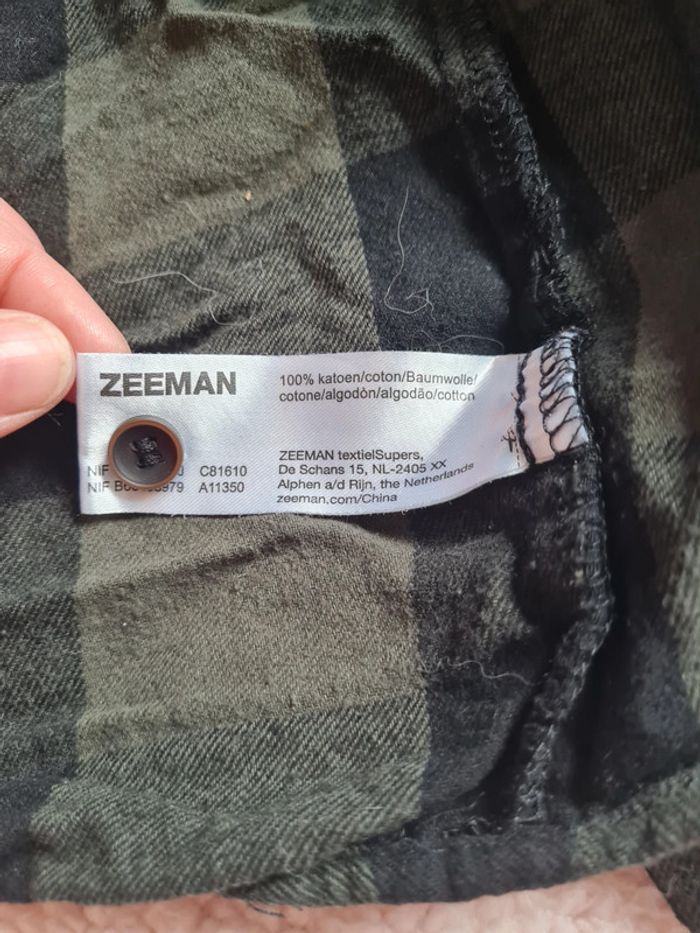 ZEEMAN
100% katoen/coton/Baumwolle/
cotone/algodòn/algodão/cotton
NIF C81610
NIF A11350
ZEEMAN textielSupers,
De Schans 15, NL-2405 XX
Alphen a/d Rijn, the Netherlands
zeeman.com/China